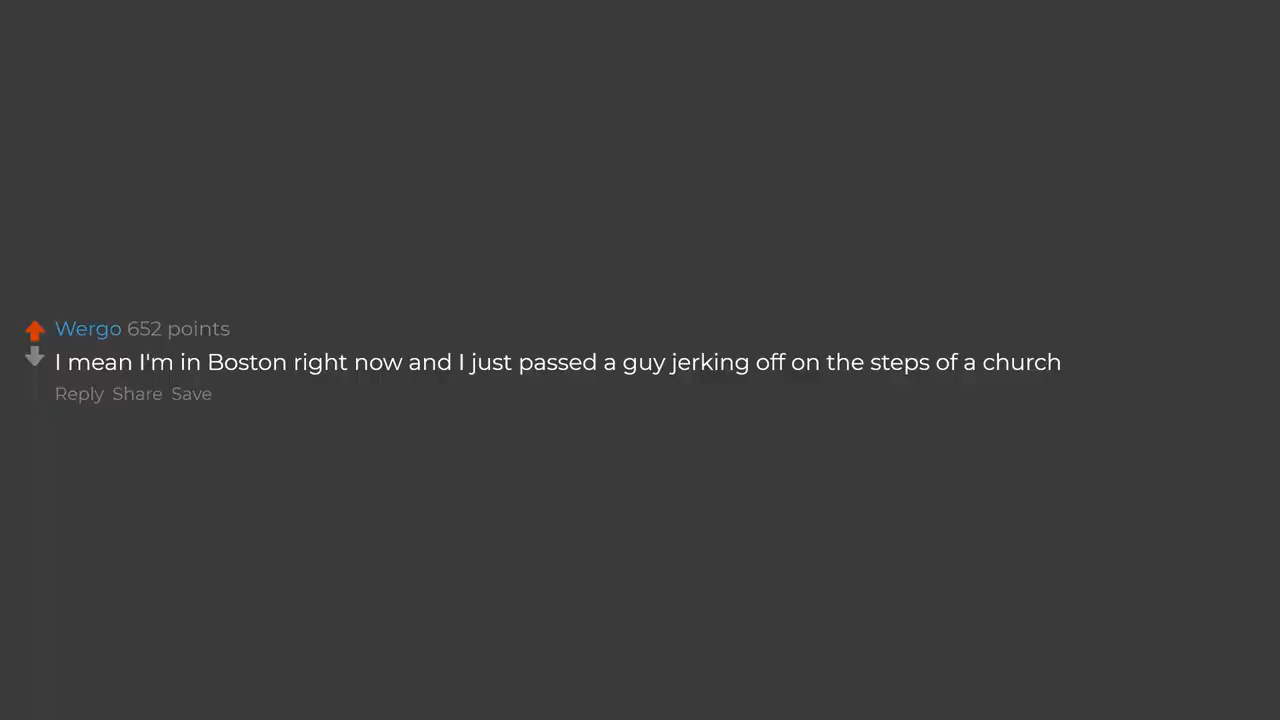 Wergo 652 points
I mean I'm in Boston right now and I just passed a guy jerking off on the steps of a church
Reply Share Save